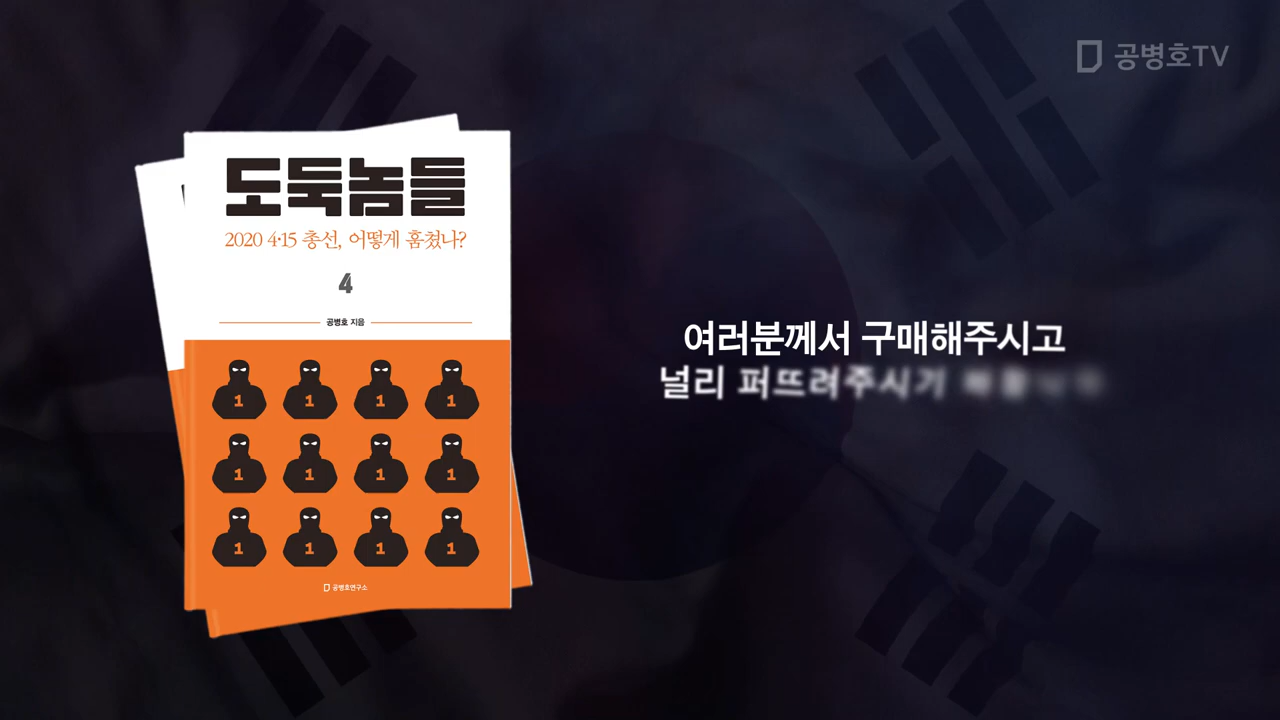 공병호TV
도둑놈들
2020 4·15 총선, 어떻게 훔쳤나?
4
공병호 지음
1 1 1 1
1 1 1 1
1 1 1 1
공병호연구소
여러분께서 구매해주시고
널리 퍼뜨려주시기